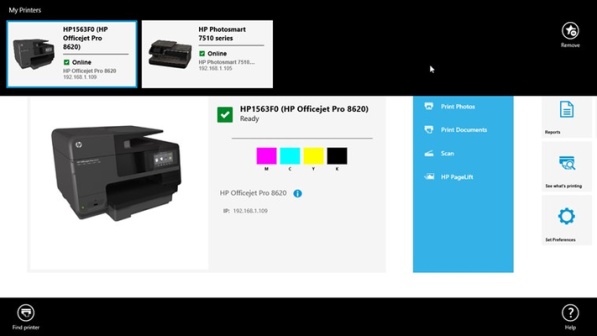 My Printers
HP1563F0 (HP
Officejet Pro
8620)
Online
HP Officejet Pro 8620
192.168.1.109
HP Photosmart
7510 series
Online
HP Photosmart 7510...
192.168.1.105
Remove
HP1563F0 (HP Officejet Pro 8620)
Ready
M C Y K
HP Officejet Pro 8620
IP: 192.168.1.109
Print Photos
Print Documents
Scan
HP PageLift
Reports
See what's printing
Set Preferences
Find printer
Help